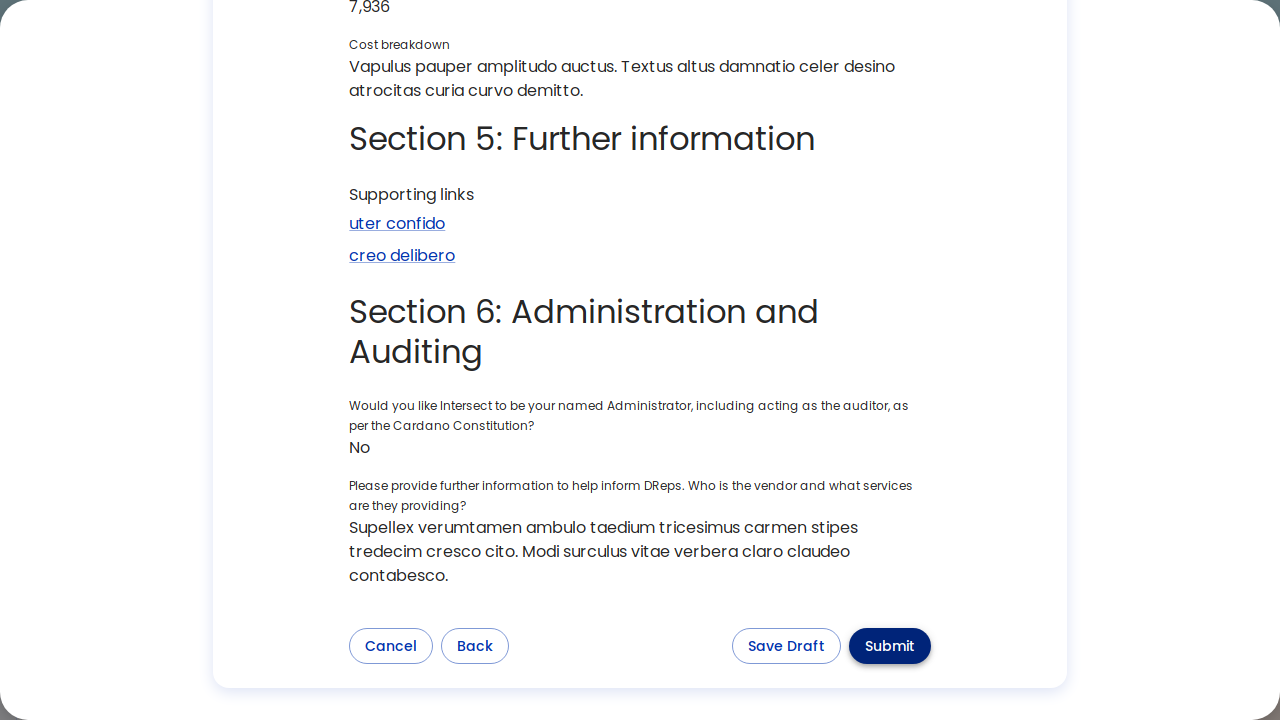 7,936
Cost breakdown
Vapulus pauper amplitudo auctus. Textus altus damnatio celer desino
atrocitas curia curvo demitto.
Section 5: Further information
Supporting links
uter confido
creo delibero
Section 6: Administration and
Auditing
Would you like Intersect to be your named Administrator, including acting as the auditor, as
per the Cardano Constitution?
No
Please provide further information to help inform DReps. Who is the vendor and what services
are they providing?
Supellex verumtamen ambulo taedium tricesimus carmen stipes
tredecim cresco cito. Modi surculus vitae verbera claro claudeo
contabesco.
Cancel Back Save Draft Submit